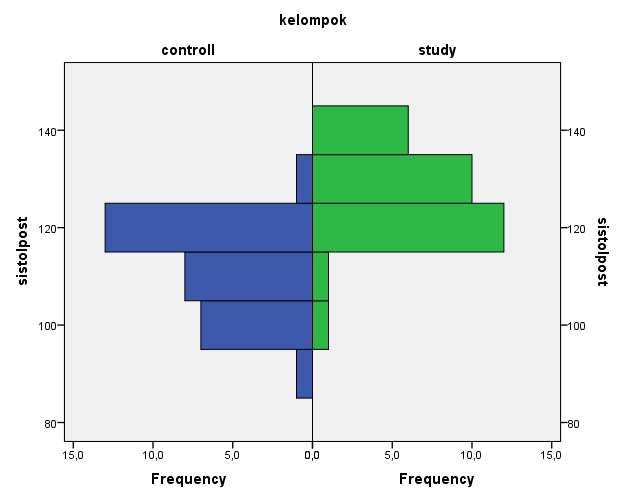 kelompok
controll study
140 140
120 120
100 100
80 80
sistolpost sistolpost
15,0 10,0 5,0 0,0 5,0 10,0 15,0
Frequency Frequency